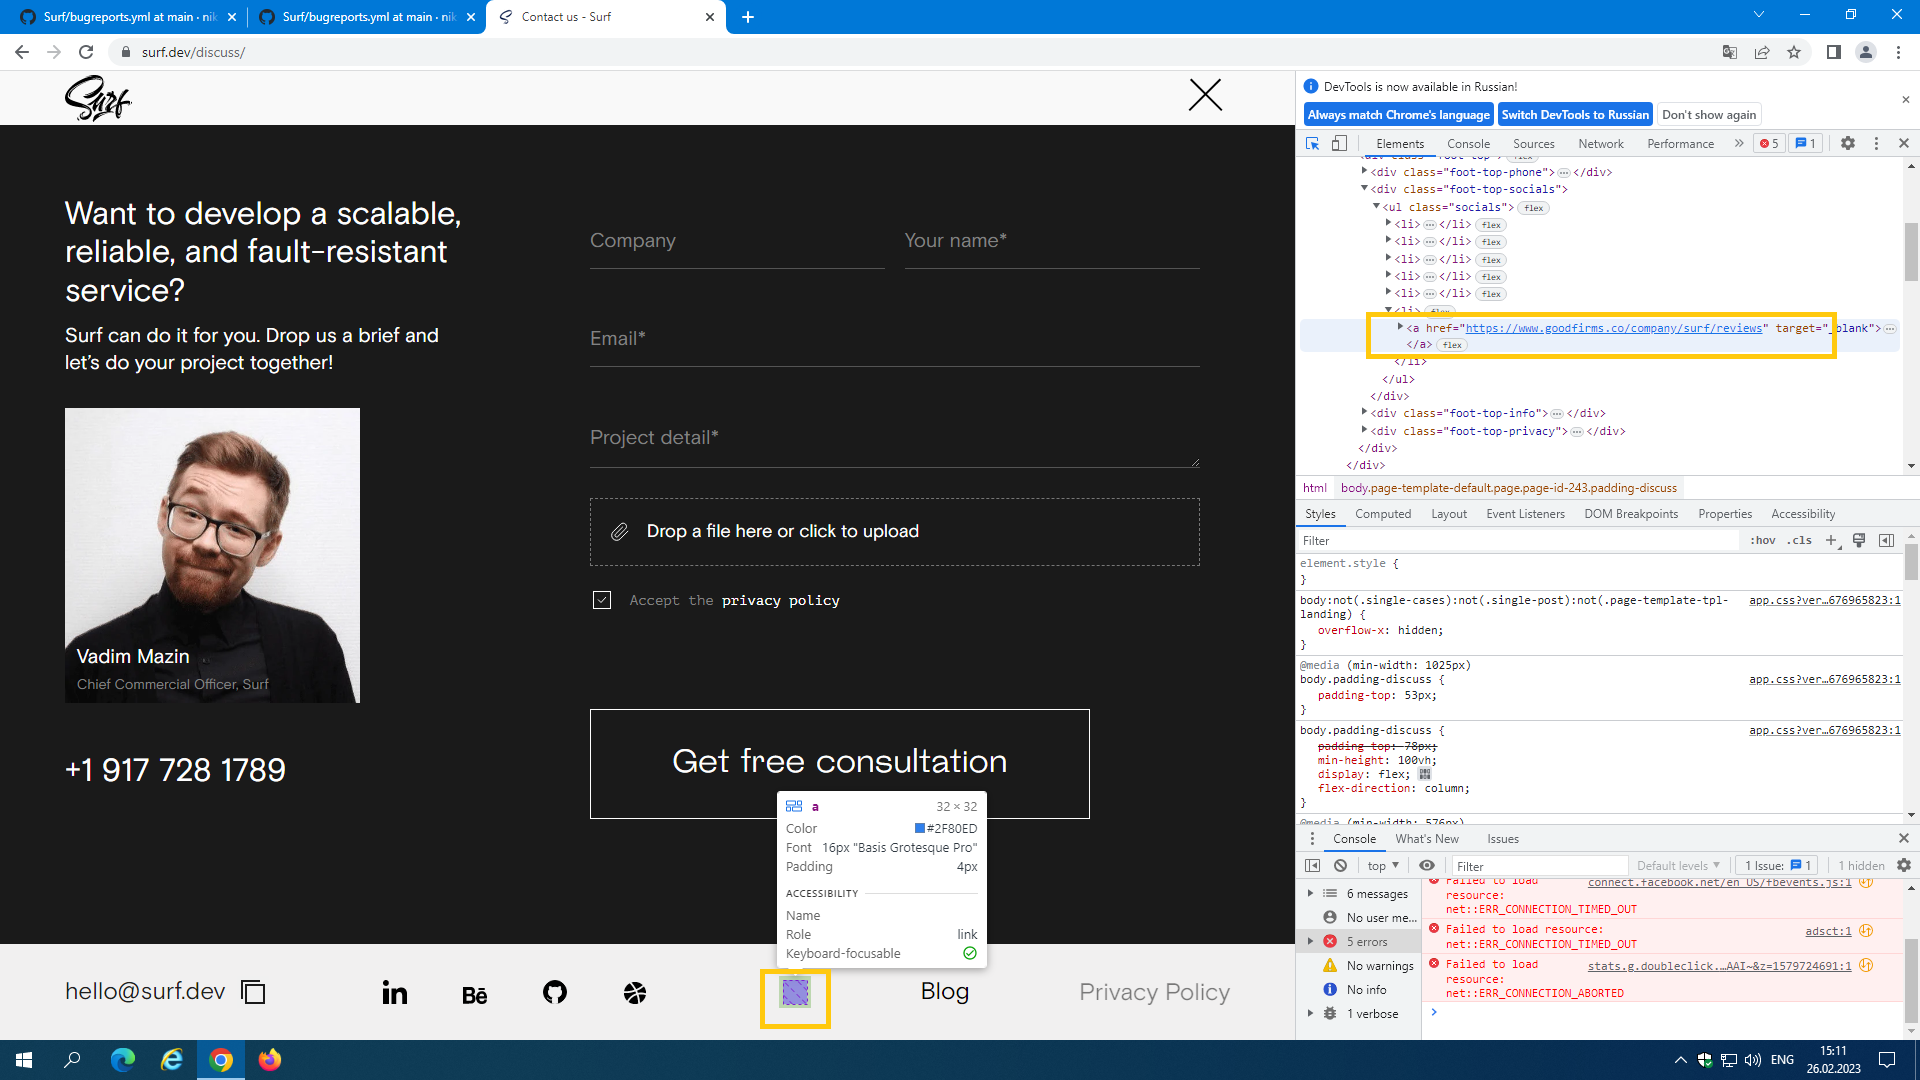 Surf/bugreports.yml at main · nik
Surf/bugreports.yml at main · nik
Contact us - Surf
surf.dev/discuss/
Surf
Want to develop a scalable,
reliable, and fault-resistant
service?
Surf can do it for you. Drop us a brief and
let's do your project together!
Vadim Mazin
Chief Commercial Officer, Surf
+1 917 728 1789
Company
Your name*
Email*
Project detail*
Drop a file here or click to upload
Accept the privacy policy
Get free consultation
a 32 × 32
Color #2F80ED
Font 16px "Basis Grotesque Pro"
Padding 4px
ACCESSIBILITY
Name
Role link
Keyboard-focusable
hello@surf.dev
in
Bē
Blog
Privacy Policy
DevTools is now available in Russian!
Always match Chrome's language
Switch DevTools to Russian
Don't show again
Elements Console Sources Network Performance » 5 1
<div class="foot-top-phone"> </div>
<div class="foot-top-socials">
<ul class="socials"> flex
<li> </li> flex
<li> </li> flex
<li> </li> flex
<li> </li> flex
<li> </li> flex
<li> flex
<a href="https://www.goodfirms.co/company/surf/reviews" target="_blank">
</a> flex
</li>
</ul>
</div>
<div class="foot-top-info"> </div>
<div class="foot-top-privacy"> </div>
</div>
</div>
html body.page-template-default.page.page-id-243.padding-discuss
Styles Computed Layout Event Listeners DOM Breakpoints Properties Accessibility
Filter :hov .cls +
element.style {
}
body:not(.single-cases):not(.single-post):not(.page-template-tpl- app.css?ver…676965823:1
landing) {
overflow-x: hidden;
}
@media (min-width: 1025px)
body.padding-discuss { app.css?ver…676965823:1
padding-top: 53px;
}
body.padding-discuss { app.css?ver…676965823:1
padding-top: 78px;
min-height: 100vh;
display: flex;
flex-direction: column;
}
@media (min-width: 576px)
Console What's New Issues
top ▼ Filter Default levels ▼ 1 Issue: 1 1 hidden
6 messages
No user me...
5 errors
No warnings
No info
1 verbose
Failed to load connect.facebook.net/en_US/fbevents.js:1
resource:
net::ERR_CONNECTION_TIMED_OUT
Failed to load resource: adsct:1
net::ERR_CONNECTION_TIMED_OUT
Failed to load stats.g.doubleclick.…AAI~&z=1579724691:1
resource:
net::ERR_CONNECTION_ABORTED
ENG
15:11
26.02.2023